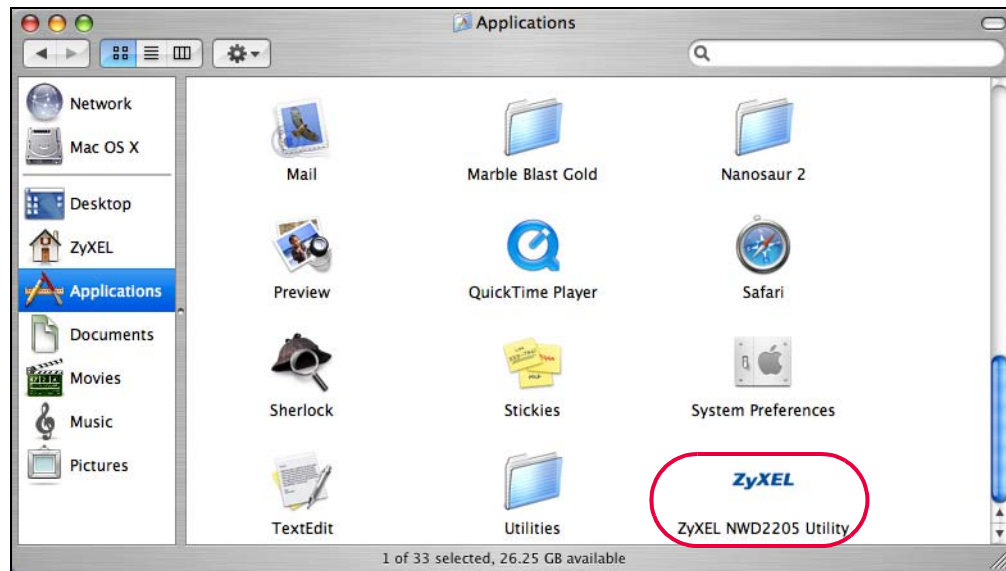 Applications
Network
Mac OS X
Desktop
ZyXEL
Applications
Documents
Movies
Music
Pictures
Mail
Marble Blast Gold
Nanosaur 2
Preview
QuickTime Player
Safari
Sherlock
Stickies
System Preferences
ZyXEL
TextEdit
Utilities
ZyXEL NWD2205 Utility
1 of 33 selected, 26.25 GB available